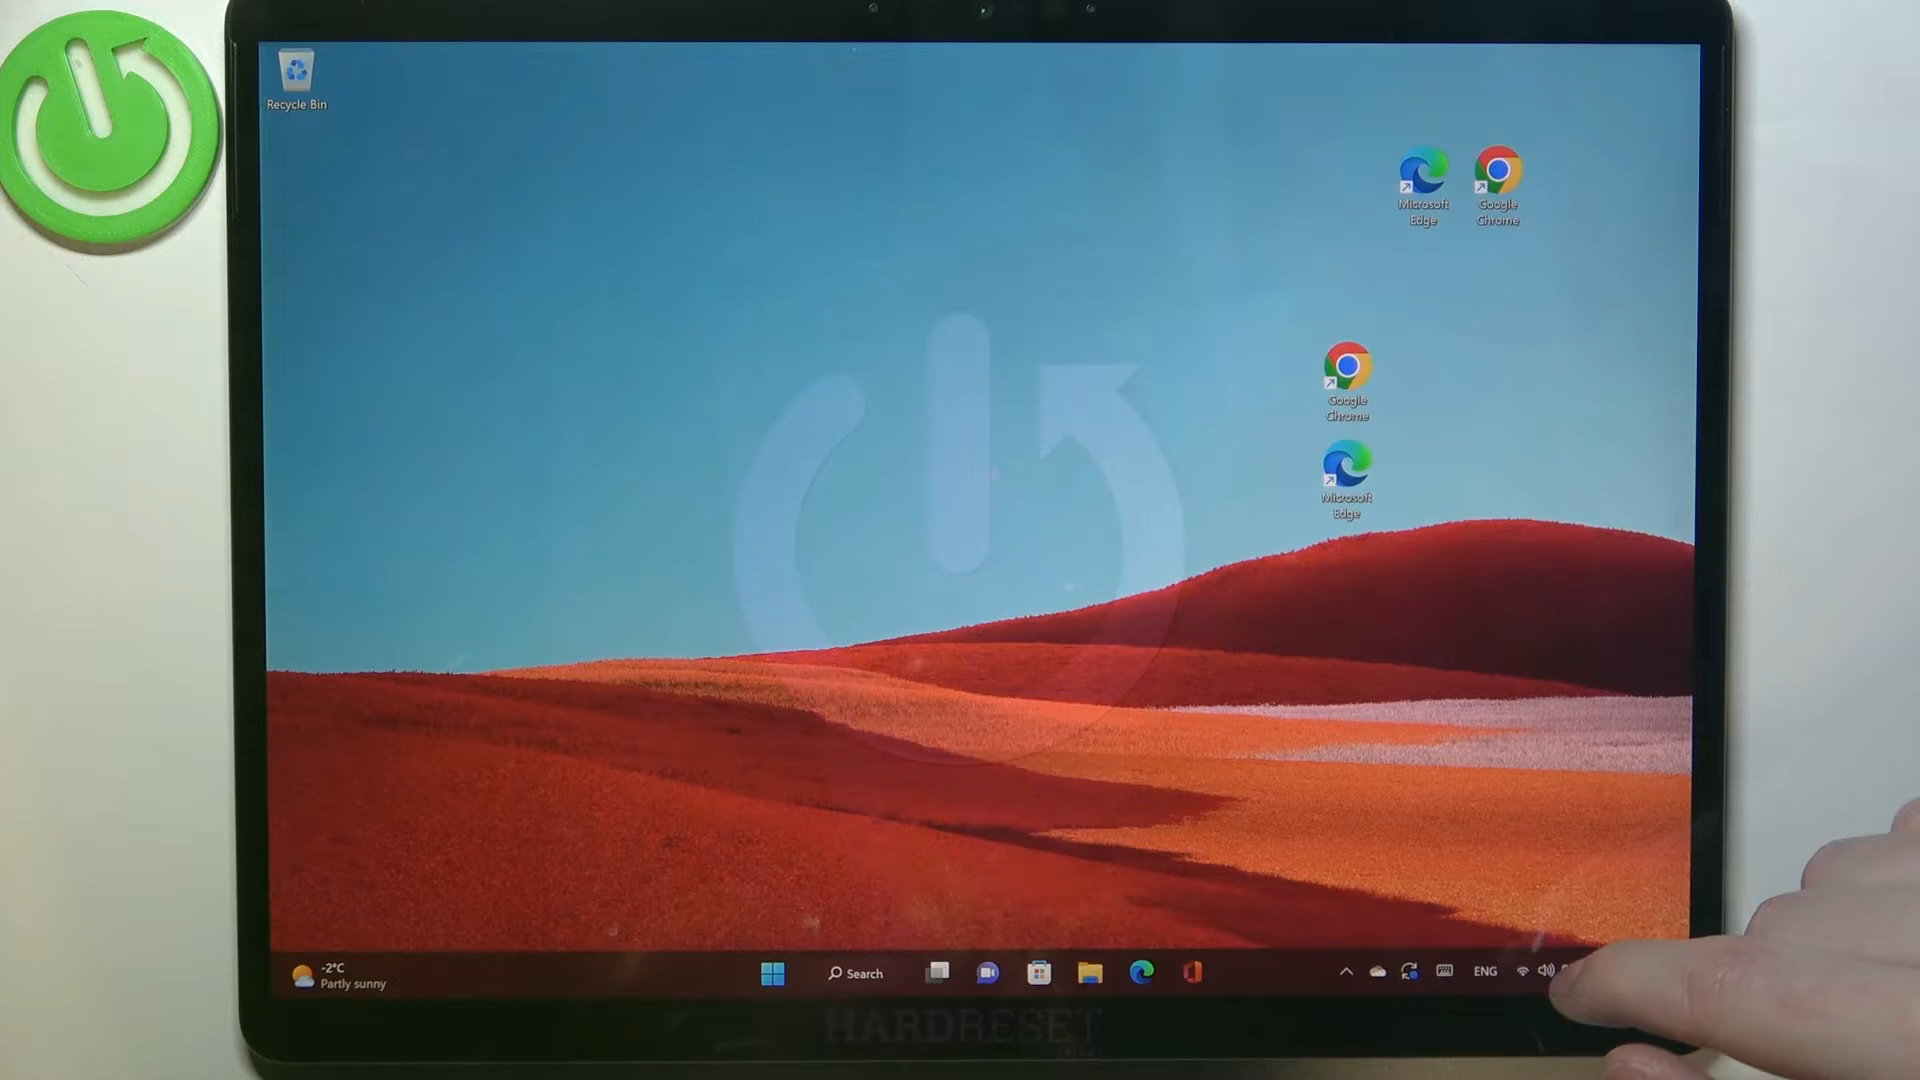 Recycle Bin
Microsoft
Edge
Google
Chrome
Google
Chrome
Microsoft
Edge
-2°C
Partly sunny
Search
ENG
HARDRESET